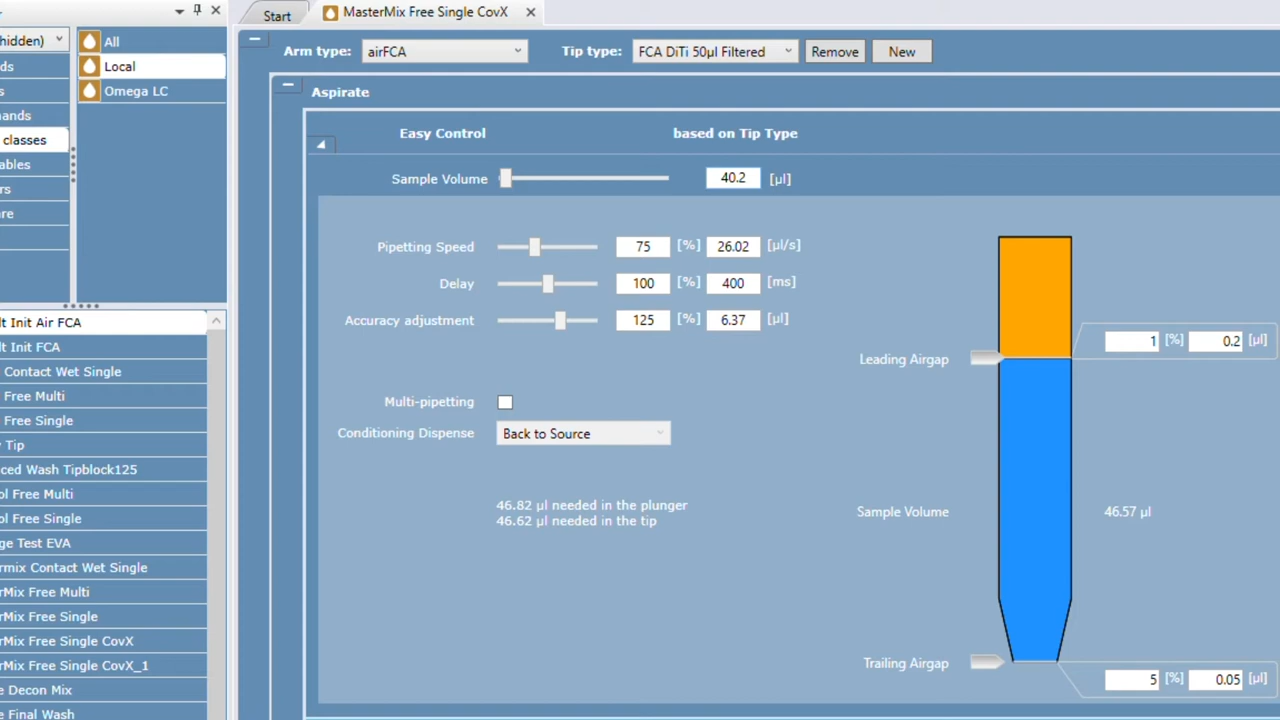 Start
MasterMix Free Single CovX
hidden)
ds
s
ands
classes
ables
rs
re
All
Local
Omega LC
lt Init Air FCA
lt Init FCA
Contact Wet Single
Free Multi
Free Single
Tip
ced Wash Tipblock125
ol Free Multi
ol Free Single
ge Test EVA
rmix Contact Wet Single
rMix Free Multi
rMix Free Single
rMix Free Single CovX
rMix Free Single CovX_1
e Decon Mix
e Final Wash
Arm type: airFCA Tip type: FCA DiTi 50µl Filtered Remove New
Aspirate
Easy Control based on Tip Type
Sample Volume 40.2 [µl]
Pipetting Speed 75 [%] 26.02 [µl/s]
Delay 100 [%] 400 [ms]
Accuracy adjustment 125 [%] 6.37 [µl]
Multi-pipetting
Conditioning Dispense Back to Source
46.82 µl needed in the plunger
46.62 µl needed in the tip
Leading Airgap 1 [%] 0.2 [µl]
Sample Volume 46.57 µl
Trailing Airgap 5 [%] 0.05 [µl]